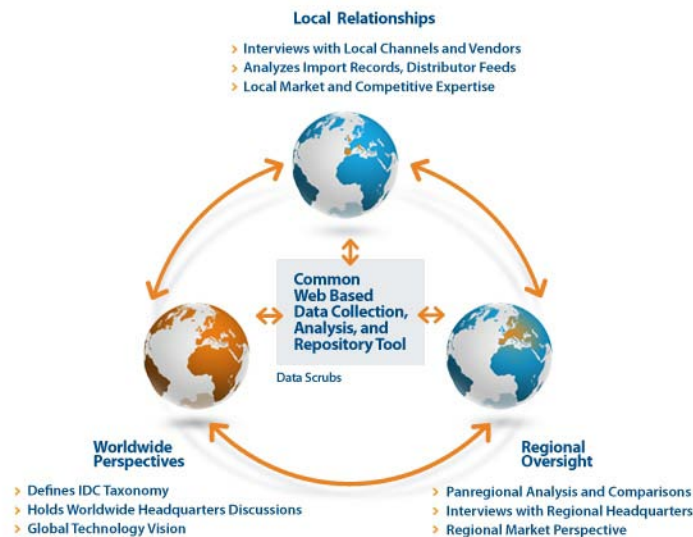 Local Relationships
> Interviews with Local Channels and Vendors
> Analyzes Import Records, Distributor Feeds
> Local Market and Competitive Expertise
Common
Web Based
Data Collection,
Analysis, and
Repository Tool
Data Scrubs
Worldwide
Perspectives
> Defines IDC Taxonomy
> Holds Worldwide Headquarters Discussions
> Global Technology Vision
Regional
Oversight
> Panregional Analysis and Comparisons
> Interviews with Regional Headquarters
> Regional Market Perspective